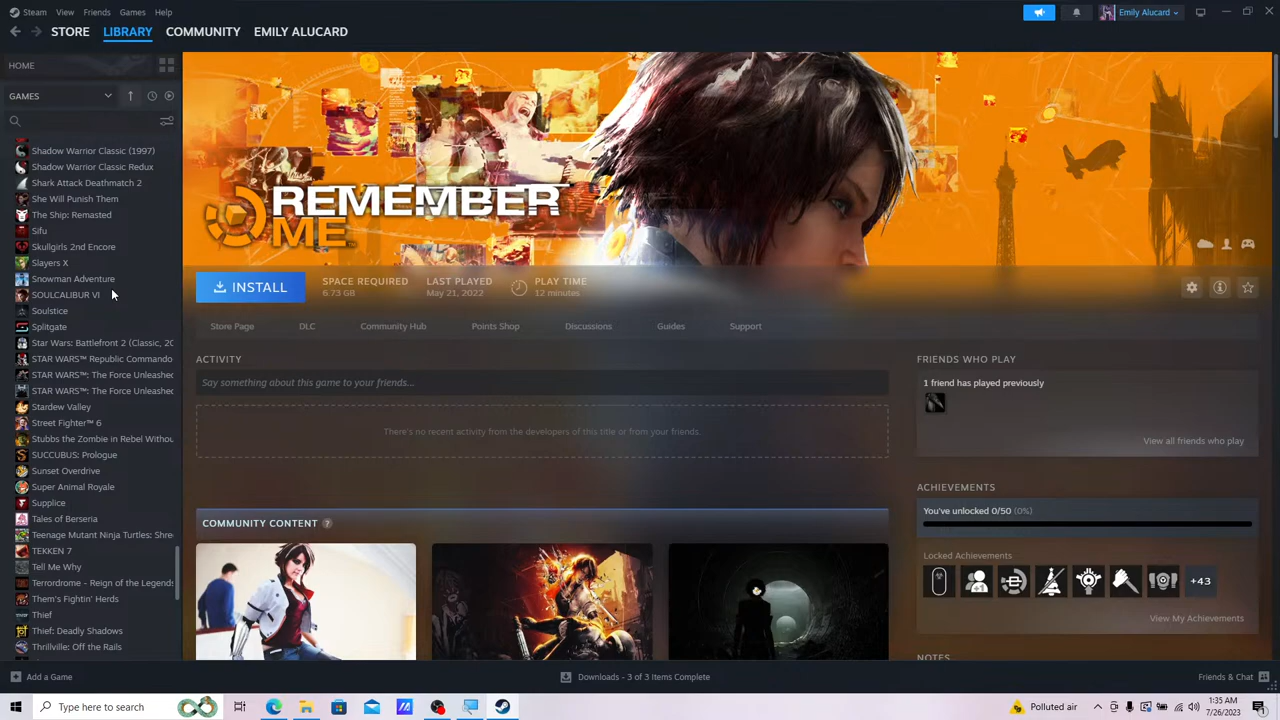 Steam View Friends Games Help
Emily Alucard
STORE LIBRARY COMMUNITY EMILY ALUCARD
HOME
GAMES
Shadow Warrior Classic (1997)
Shadow Warrior Classic Redux
Shark Attack Deathmatch 2
She Will Punish Them
The Ship: Remasted
Sifu
Skullgirls 2nd Encore
Slayers X
Snowman Adventure
SOULCALIBUR VI
Soulstice
Splitgate
Star Wars: Battlefront 2 (Classic, 20
STAR WARS™ Republic Commando
STAR WARS™: The Force Unleashed
STAR WARS™: The Force Unleashed
Stardew Valley
Street Fighter™ 6
Stubbs the Zombie in Rebel Withou
SUCCUBUS: Prologue
Sunset Overdrive
Super Animal Royale
Supplice
Tales of Berseria
Teenage Mutant Ninja Turtles: Shre
TEKKEN 7
Tell Me Why
Terrordrome - Reign of the Legends
Them's Fightin' Herds
Thief
Thief: Deadly Shadows
Thrillville: Off the Rails
REMEMBER
ME
INSTALL
SPACE REQUIRED
6.73 GB
LAST PLAYED
May 21, 2022
PLAY TIME
12 minutes
Store Page DLC Community Hub Points Shop Discussions Guides Support
ACTIVITY
Say something about this game to your friends...
There's no recent activity from the developers of this title or from your friends.
COMMUNITY CONTENT ?
FRIENDS WHO PLAY
1 friend has played previously
View all friends who play
ACHIEVEMENTS
You've unlocked 0/50 (0%)
Locked Achievements
+43
View My Achievements
NOTES
Add a Game
Downloads - 3 of 3 Items Complete
Friends & Chat
Type here to search
Polluted air
1:35 AM
7/26/2023